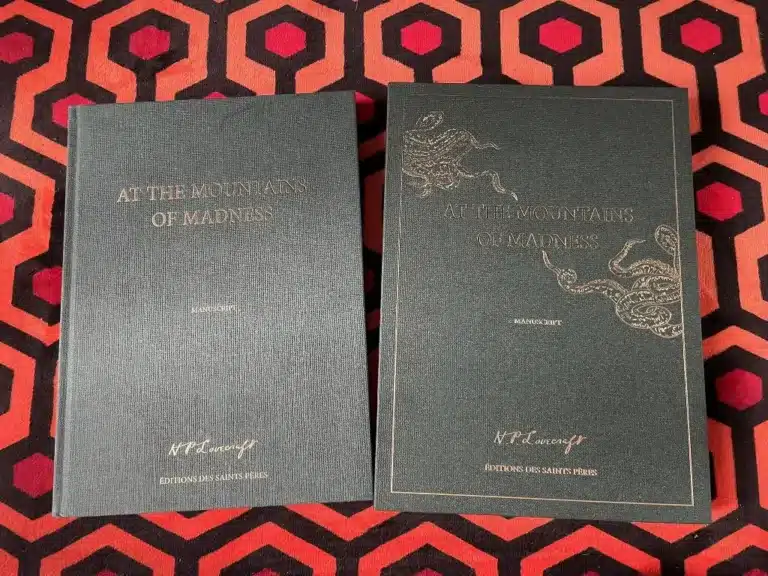 AT THE MOUNTAINS
OF MADNESS
MANUSCRIPT
H P Lovecraft
ÉDITIONS DES SAINTS PÈRES
AT THE MOUNTAINS
OF MADNESS
MANUSCRIPT
H. P. Lovecraft
ÉDITIONS DES SAINTS PÈRES